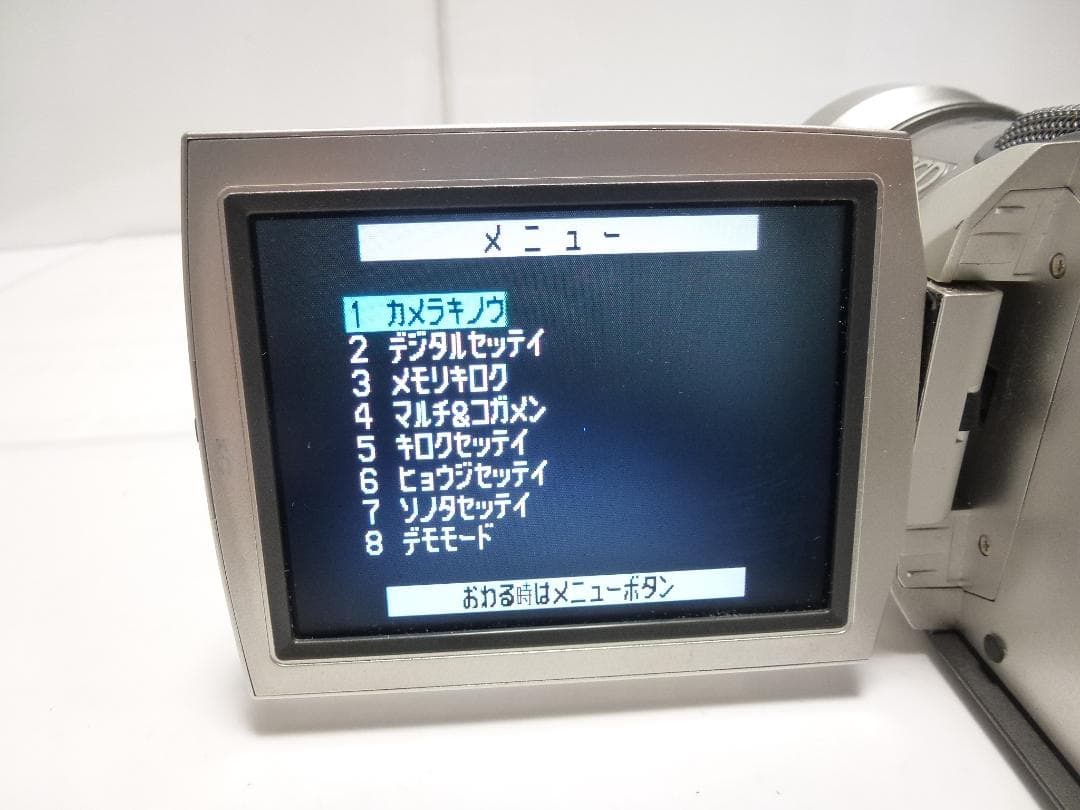 メニュー
1 カメラキノウ
2 デジタルセッテイ
3 メモリキロク
4 マルチ&コガメン
5 キロクセッテイ
6 ヒョウジセッテイ
7 ソノタセッテイ
8 デモモード
おわる時はメニューボタン